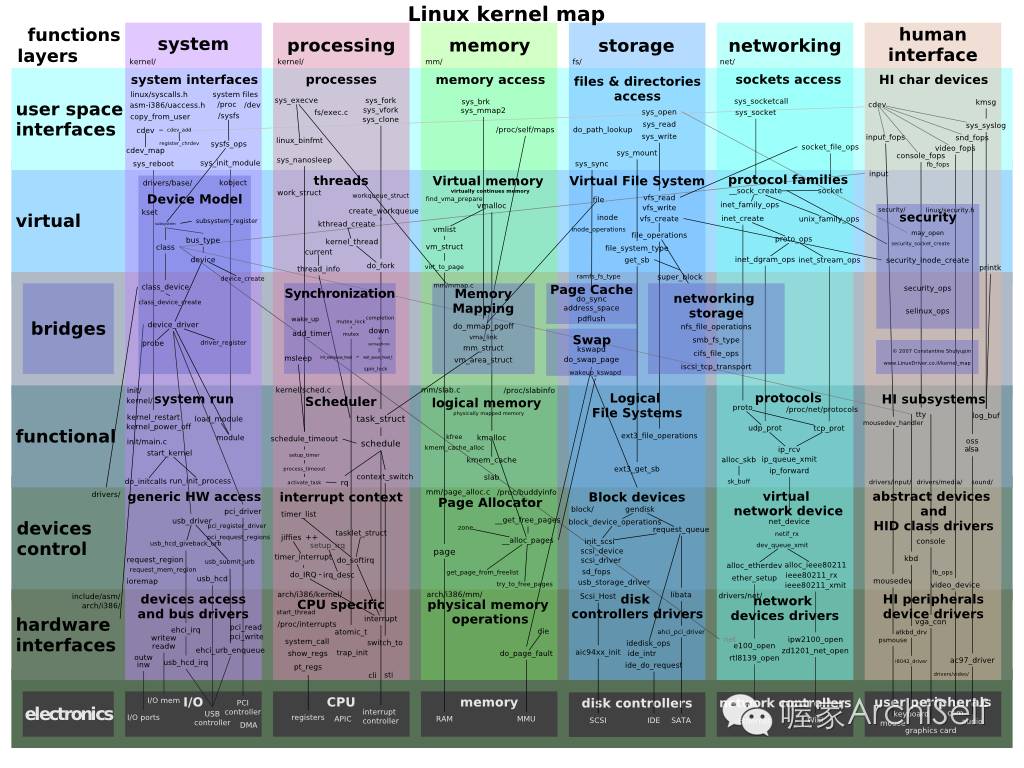 Linux kernel map
functions
layers
system
processing
memory
storage
networking
human
interface
kernel/
kernel/
mm/
fs/
net/
user space
interfaces
system interfaces
linux/syscalls.h
asm-i386/uaccess.h
copy_from_user
system files
/proc /dev
/sysfs
cdev
cdev_add
register_chrdev
sysfs_ops
cdev_map
sys_reboot
sys_init_module
processes
sys_execve
fs/exec.c
sys_fork
sys_vfork
sys_clone
linux_binfmt
sys_nanosleep
memory access
sys_brk
sys_mmap2
/proc/self/maps
files & directories
access
sys_open
do_path_lookup
sys_read
sys_write
sys_mount
sys_sync
sockets access
sys_socketcall
sys_socket
socket_file_ops
HI char devices
cdev
kmsg
sys_syslog
input_fops
snd_fops
video_fops
console_fops
fb_fops
input
virtual
drivers/base/
kobject
Device Model
kset
subsystem_register
bus_type
class
device
device_create
threads
work_struct
workqueue_struct
create_workqueue
kthread_create
kernel_thread
current
thread_info
do_fork
Virtual memory
virtually continues memory
find_vma_prepare
vmalloc
vmlist
vm_struct
virt_to_page
Virtual File System
file
vfs_read
vfs_write
inode
vfs_create
inode_operations
file_operations
file_system_type
get_sb
ramfs_fs_type
super_block
protocol families
sock_create
socket
inet_family_ops
inet_create
unix_family_ops
proto_ops
inet_dgram_ops
inet_stream_ops
security/
linux/security.h
security
may_open
security_socket_create
security_inode_create
printk
security_ops
selinux_ops
bridges
class_device
class_device_create
device_driver
probe
driver_register
Synchronization
wake_up
mutex_lock
completion
add_timer
mutex
down
msleep
spin_lock
mm/mmap.c
Memory
Mapping
do_mmap_pgoff
vma_link
mm_struct
vm_area_struct
Page Cache
do_sync
address_space
pdflush
Swap
kswapd
do_swap_page
wakeup_kswapd
networking
storage
nfs_file_operations
smb_fs_type
cifs_file_ops
iscsi_tcp_transport
© 2007 Constantine Shulyupin
www.LinuxDriver.co.il/kernel_map
functional
init/
kernel/
system run
kernel_restart
kernel_power_off
load_module
module
init/main.c
start_kernel
do_initcalls
run_init_process
drivers/
kernel/sched.c
Scheduler
task_struct
schedule_timeout
schedule
setup_timer
process_timeout
context_switch
activate_task
rq
mm/slab.c
/proc/slabinfo
logical memory
physically mapped memory
kfree
kmalloc
kmem_cache_alloc
kmem_cache
slab
Logical
File Systems
ext3_file_operations
ext3_get_sb
protocols
proto
/proc/net/protocols
udp_prot
tcp_prot
ip_rcv
alloc_skb
ip_queue_xmit
ip_forward
sk_buff
HI subsystems
tty
mousedev_handler
log_buf
oss
alsa
drivers/input/
drivers/media/
sound/
devices
control
generic HW access
pci_driver
usb_driver
pci_register_driver
pci_request_regions
usb_hcd_giveback_urb
request_region
request_mem_region
usb_submit_urb
ioremap
usb_hcd
interrupt context
timer_list
jiffies ++
tasklet_struct
setup_irq
timer_interrupt
do_softirq
do_IRQ
irq_desc
mm/page_alloc.c
/proc/buddyinfo
Page Allocator
zone
__get_free_pages
__alloc_pages
page
get_page_from_freelist
try_to_free_pages
Block devices
block/
gendisk
block_device_operations
request_queue
init_scsi
scsi_device
scsi_driver
sd_fops
usb_storage_driver
virtual
network device
net_device
netif_rx
dev_queue_xmit
alloc_etherdev
alloc_ieee80211
ether_setup
ieee80211_rx
ieee80211_xmit
abstract devices
and
HID class drivers
console
kbd
fb_ops
mousedev
video_device
hardware
interfaces
include/asm/
arch/i386/
devices access
and bus drivers
writew
readw
ehci_irq
pci_read
pci_write
outw
inw
usb_hcd_irq
ehci_urb_enqueue
arch/i386/kernel/
CPU specific
start_thread
/proc/interrupts
interrupt
atomic_t
system_call
show_regs
trap_init
switch_to
pt_regs
cli sti
arch/i386/mm/
physical memory
operations
die
do_page_fault
Scsi_Host
libata
disk
controllers drivers
ahci_pci_driver
aic94xx_init
idedisk_ops
ide_intr
ide_do_request
drivers/net/
network
devices drivers
net
e100_open
ipw2100_open
rtl8139_open
zd1201_net_open
HI peripherals
device drivers
vga_con
atkbd_drv
psmouse
i8042_driver
ac97_driver
drivers/video/
electronics
I/O mem
I/O
I/O ports
USB
controller
PCI
controller
DMA
CPU
registers
APIC
interrupt
controller
memory
RAM
MMU
disk controllers
SCSI
IDE
SATA
network controllers
user peripherals
keyboard
mouse
graphics card
喔家Archiself